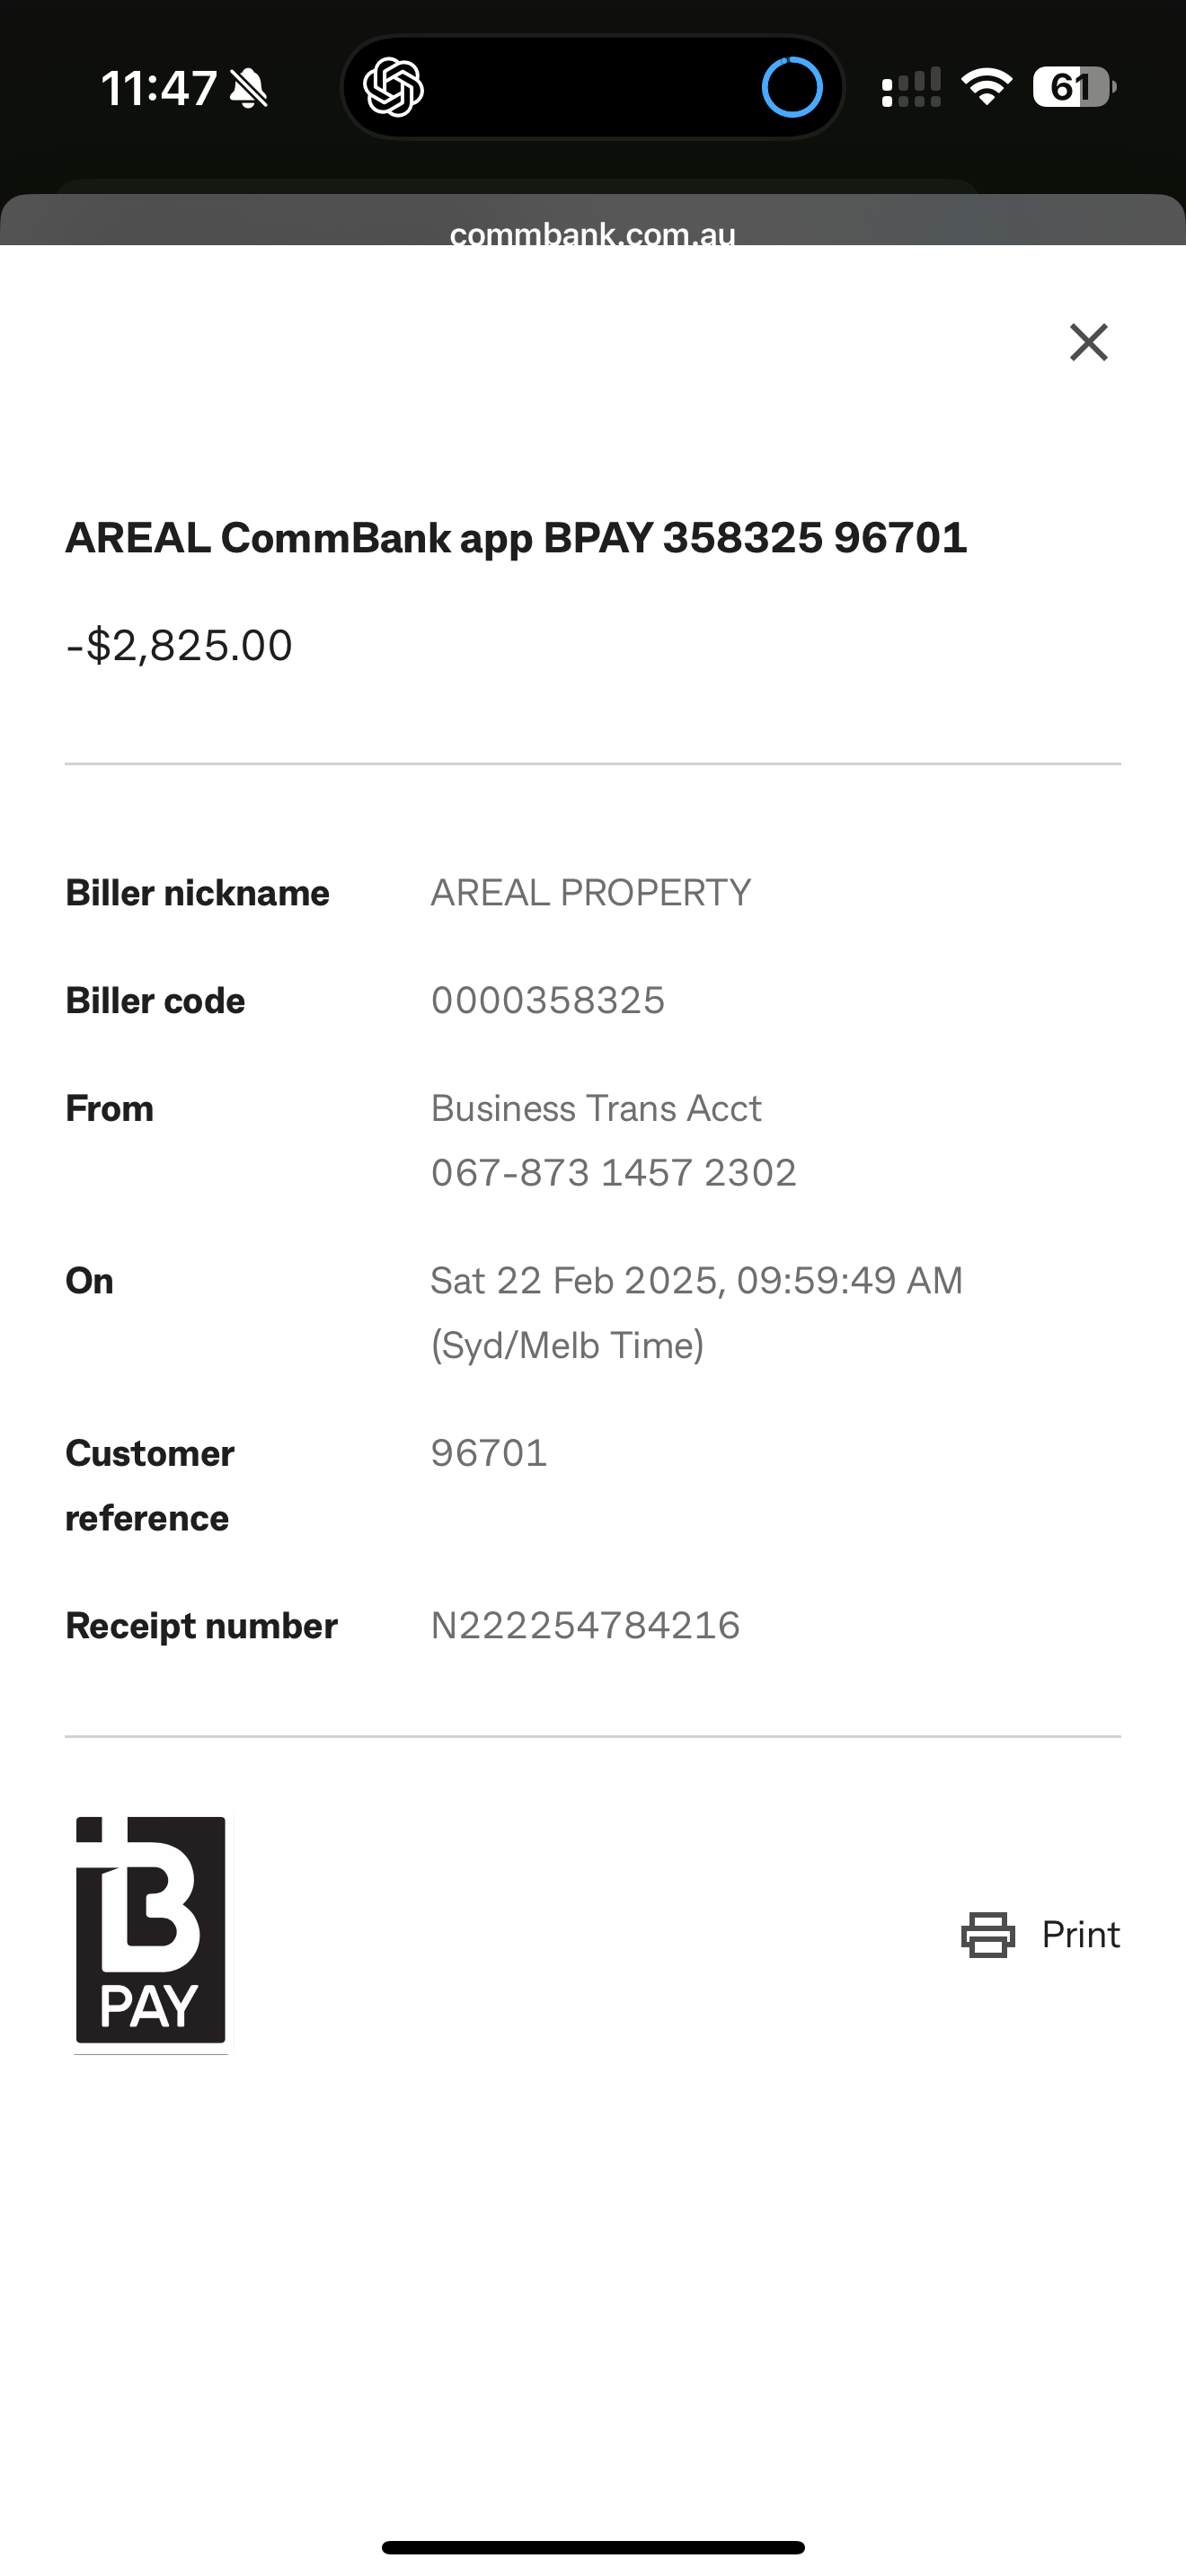 11:47
61
commbank.com.au
AREAL CommBank app BPAY 358325 96701
-$2,825.00
Biller nickname AREAL PROPERTY
Biller code 0000358325
From Business Trans Acct
067-873 1457 2302
On Sat 22 Feb 2025, 09:59:49 AM
(Syd/Melb Time)
Customer 96701
reference
Receipt number N222254784216
B
PAY
Print